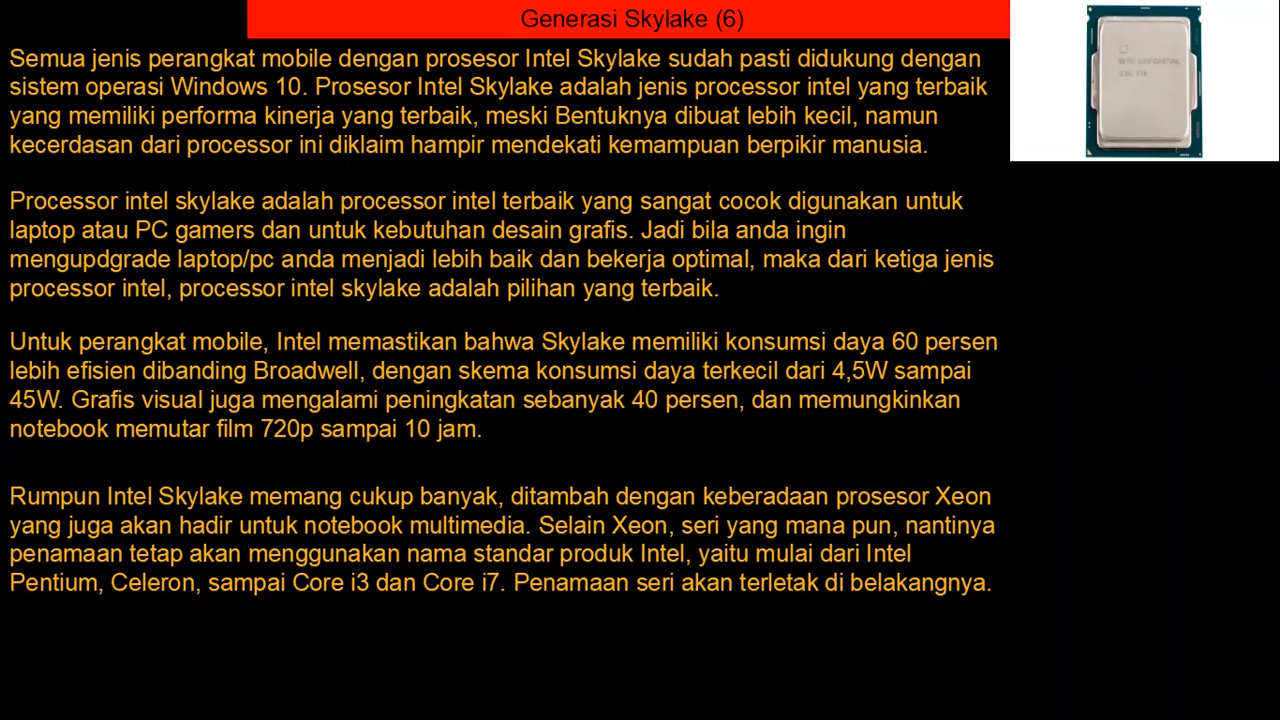 Generasi Skylake (6)
Semua jenis perangkat mobile dengan prosesor Intel Skylake sudah pasti didukung dengan
sistem operasi Windows 10. Prosesor Intel Skylake adalah jenis processor intel yang terbaik
yang memiliki performa kinerja yang terbaik, meski Bentuknya dibuat lebih kecil, namun
kecerdasan dari processor ini diklaim hampir mendekati kemampuan berpikir manusia.
Processor intel skylake adalah processor intel terbaik yang sangat cocok digunakan untuk
laptop atau PC gamers dan untuk kebutuhan desain grafis. Jadi bila anda ingin
mengupdgrade laptop/pc anda menjadi lebih baik dan bekerja optimal, maka dari ketiga jenis
processor intel, processor intel skylake adalah pilihan yang terbaik.
Untuk perangkat mobile, Intel memastikan bahwa Skylake memiliki konsumsi daya 60 persen
lebih efisien dibanding Broadwell, dengan skema konsumsi daya terkecil dari 4,5W sampai
45W. Grafis visual juga mengalami peningkatan sebanyak 40 persen, dan memungkinkan
notebook memutar film 720p sampai 10 jam.
Rumpun Intel Skylake memang cukup banyak, ditambah dengan keberadaan prosesor Xeon
yang juga akan hadir untuk notebook multimedia. Selain Xeon, seri yang mana pun, nantinya
penamaan tetap akan menggunakan nama standar produk Intel, yaitu mulai dari Intel
Pentium, Celeron, sampai Core i3 dan Core i7. Penamaan seri akan terletak di belakangnya.
INTEL CONFIDENTIAL